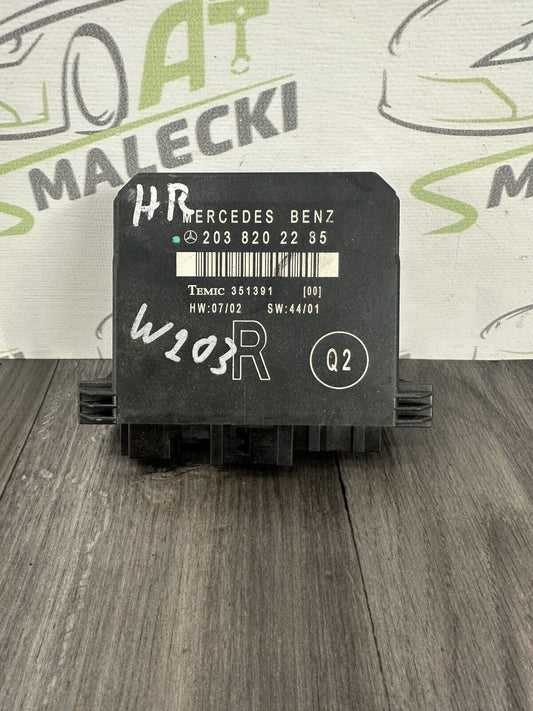 AT
MALECKI
HR
MERCEDES BENZ
203 820 22 85
TEMIC 351391 [00]
HW:07/02 SW:44/01
W203
R
Q2